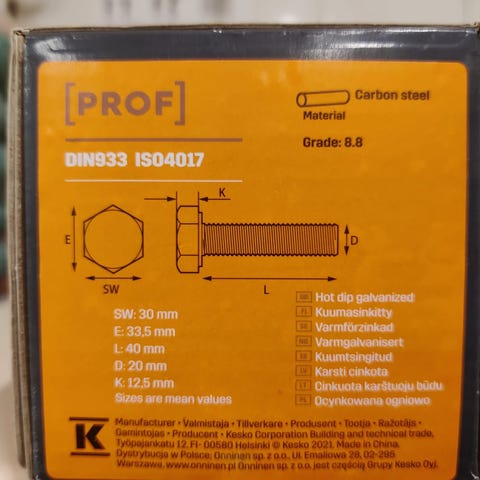 [PROF]
Carbon steel
Material
DIN933 ISO4017
Grade: 8.8
K
E
D
SW
L
SW: 30 mm
E: 33,5 mm
L: 40 mm
D: 20 mm
K: 12,5 mm
Sizes are mean values
GB Hot dip galvanized
FI Kuumasinkitty
SE Varmförzinkad
NO Varmgalvanisert
EE Kuumtsingitud
LV Karsti cinkota
LT Cinkuota karštuoju būdu
PL Ocynkowana ogniowo
K
Manufacturer • Valmistaja • Tillverkare • Produsent • Tootja • Ražotājs •
Gamintojas • Producent • Kesko Corporation Building and technical trade,
Työpajankatu 12, FI-00580 Helsinki © Kesko 2021. Made in China.
Dystrybucja w Polsce: Onninen sp. z o.o. Ul. Emaliowa 28, 02-295
Warszawa, www.onninen.pl Onninen sp. z o.o. jest częścią Grupy Kesko Oyj.